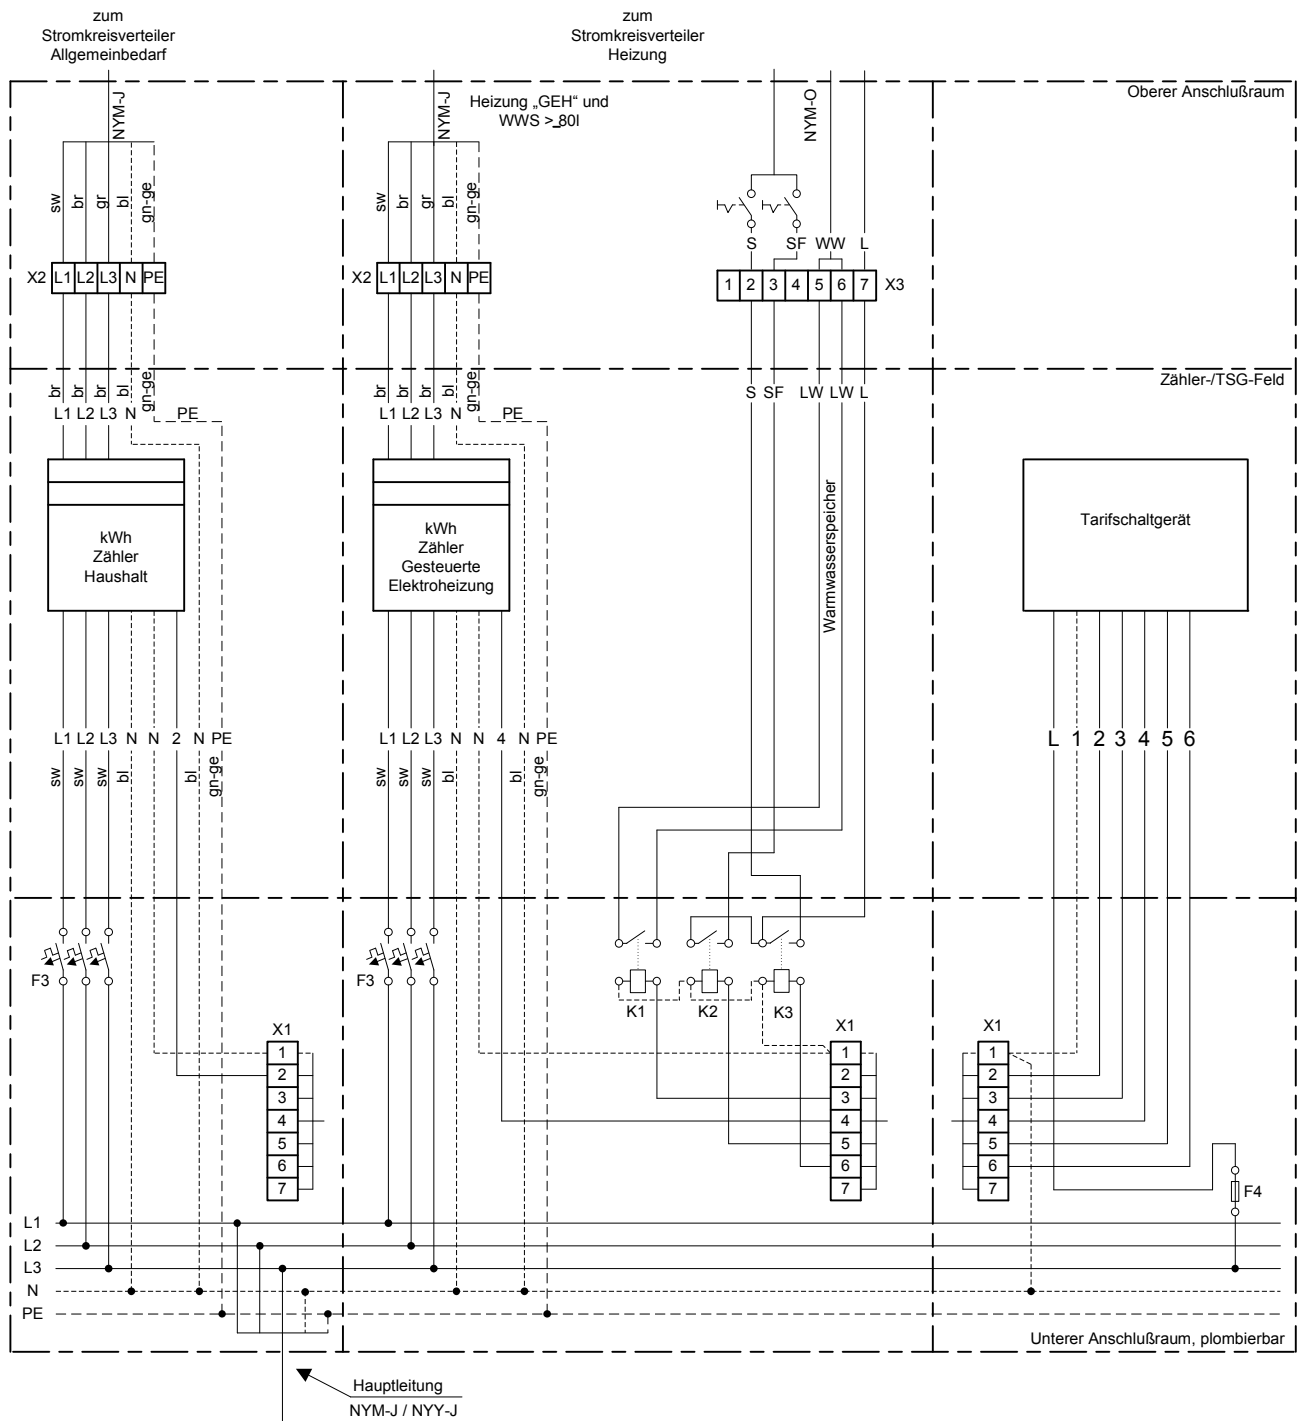 zum
Stromkreisverteiler
Allgemeinbedarf
zum
Stromkreisverteiler
Heizung
NYM-J
NYM-J
Heizung „GEH“ und
WWS > 80l
NYM-O
Oberer Anschlußraum
sw br gr bl gn-ge
sw br gr bl gn-ge
S SF WW L
X2 L1 L2 L3 N PE
X2 L1 L2 L3 N PE
1 2 3 4 5 6 7 X3
Zähler-/TSG-Feld
br br br bl gn-ge
br br br bl gn-ge
S SF LW LW L
L1 L2 L3 N PE
L1 L2 L3 N PE
kWh
Zähler
Haushalt
kWh
Zähler
Gesteuerte
Elektroheizung
Warmwasserspeicher
Tarifschaltgerät
L1 L2 L3 N N 2 N PE
L1 L2 L3 N N 4 N PE
L 1 2 3 4 5 6
sw sw sw bl bl gn-ge
sw sw sw bl bl gn-ge
F3
F3
K1 K2 K3
X1
1
2
3
4
5
6
7
X1
1
2
3
4
5
6
7
X1
1
2
3
4
5
6
7
F4
L1
L2
L3
N
PE
Unterer Anschlußraum, plombierbar
Hauptleitung
NYM-J / NYY-J